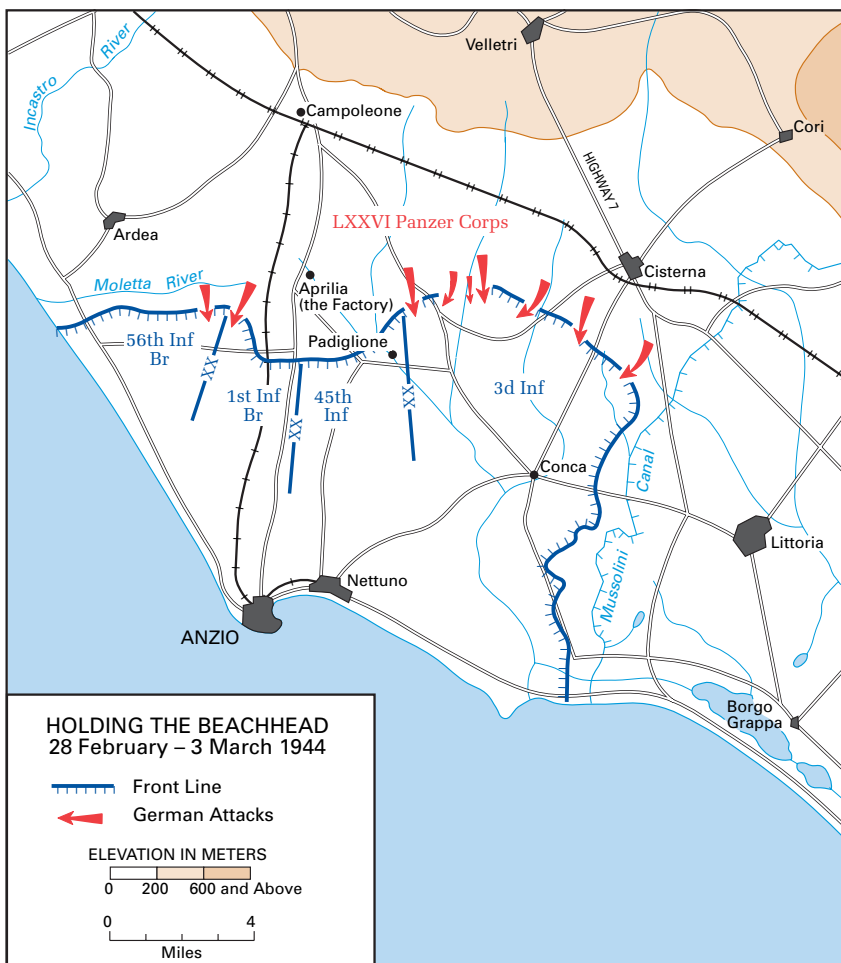 Velletri
Incastro
River
Campoleone
Cori
HIGHWAY 7
LXXVI Panzer Corps
Ardea
Cisterna
Moletta River
Aprilia
(the Factory)
56th Inf
Br
XX
Padiglione
1st Inf
Br
XX
45th
Inf
XX
3d Inf
Conca
Canal
Mussolini
Littoria
Nettuno
ANZIO
Borgo
Grappa
HOLDING THE BEACHHEAD
28 February – 3 March 1944
Front Line
German Attacks
ELEVATION IN METERS
0 200 600 and Above
0 4
Miles